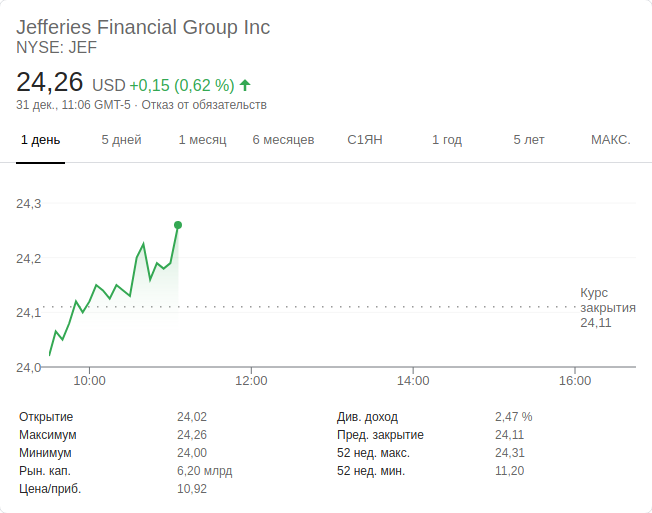 Jefferies Financial Group Inc
NYSE: JEF
24,26 USD +0,15 (0,62 %)
31 дек., 11:06 GMT-5 · Отказ от обязательств
1 день 5 дней 1 месяц 6 месяцев С1ЯН 1 год 5 лет МАКС.
24,3
24,2
24,1
24,0
Курс
закрытия
24,11
10:00 12:00 14:00 16:00
Открытие 24,02 Див. доход 2,47 %
Максимум 24,26 Пред. закрытие 24,11
Минимум 24,00 52 нед. макс. 24,31
Рын. кап. 6,20 млрд 52 нед. мин. 11,20
Цена/приб. 10,92